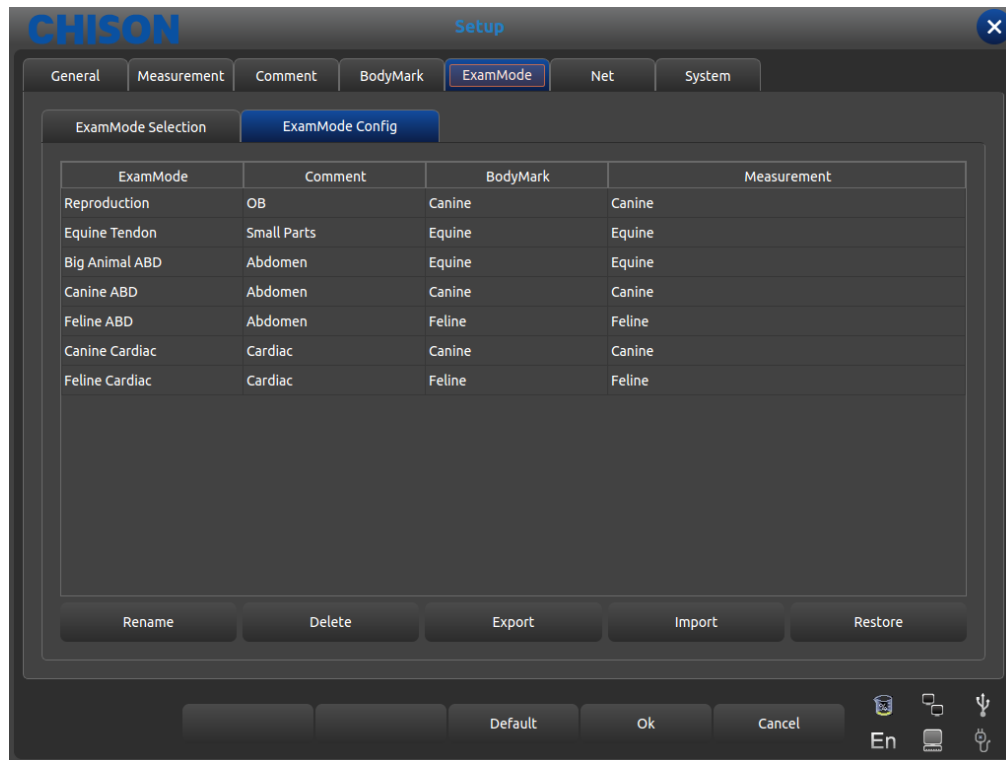 CHISON Setup
General Measurement Comment BodyMark ExamMode Net System
ExamMode Selection ExamMode Config
ExamMode Comment BodyMark Measurement
Reproduction OB Canine Canine
Equine Tendon Small Parts Equine Equine
Big Animal ABD Abdomen Equine Equine
Canine ABD Abdomen Canine Canine
Feline ABD Abdomen Feline Feline
Canine Cardiac Cardiac Canine Canine
Feline Cardiac Cardiac Feline Feline
Rename Delete Export Import Restore
Default Ok Cancel
En